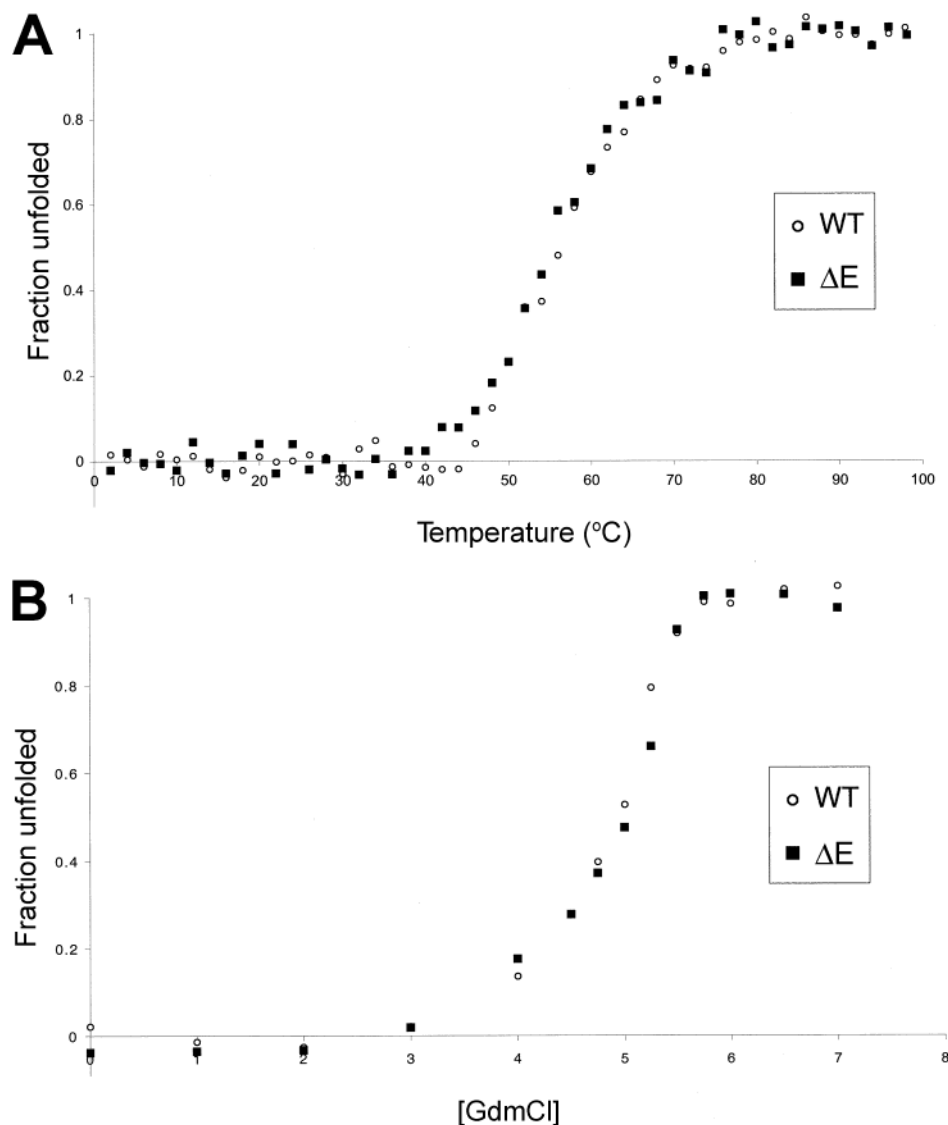 A
1
0.8
0.6
0.4
0.2
0
Fraction unfolded
WT
ΔE
0 10 20 30 40 50 60 70 80 90 100
Temperature (ºC)
B
1
0.8
0.6
0.4
0.2
0
Fraction unfolded
WT
ΔE
0 1 2 3 4 5 6 7 8
[GdmCl]